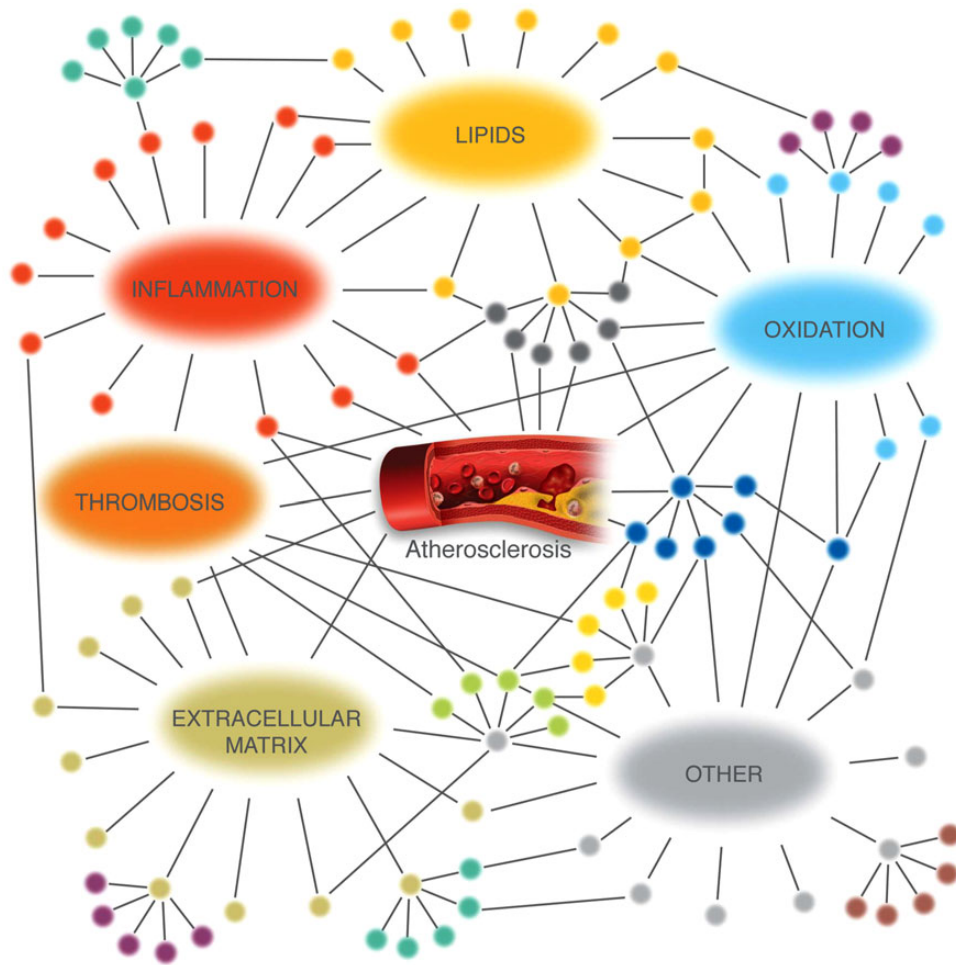 LIPIDS
INFLAMMATION
OXIDATION
THROMBOSIS
Atherosclerosis
EXTRACELLULAR
MATRIX
OTHER